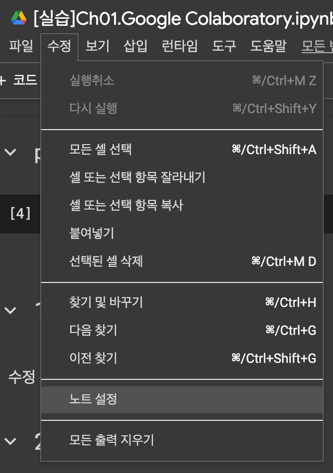 [실습]Ch01.Google Colaboratory.ipynb
파일 수정 보기 삽입 런타임 도구 도움말
+ 코드
실행취소 ⌘/Ctrl+M Z
다시 실행 ⌘/Ctrl+Shift+Y
모든 셀 선택 ⌘/Ctrl+Shift+A
셀 또는 선택 항목 잘라내기
[4] 셀 또는 선택 항목 복사
붙여넣기
선택된 셀 삭제 ⌘/Ctrl+M D
찾기 및 바꾸기 ⌘/Ctrl+H
다음 찾기 ⌘/Ctrl+G
이전 찾기 ⌘/Ctrl+Shift+G
수정
노트 설정
모든 출력 지우기